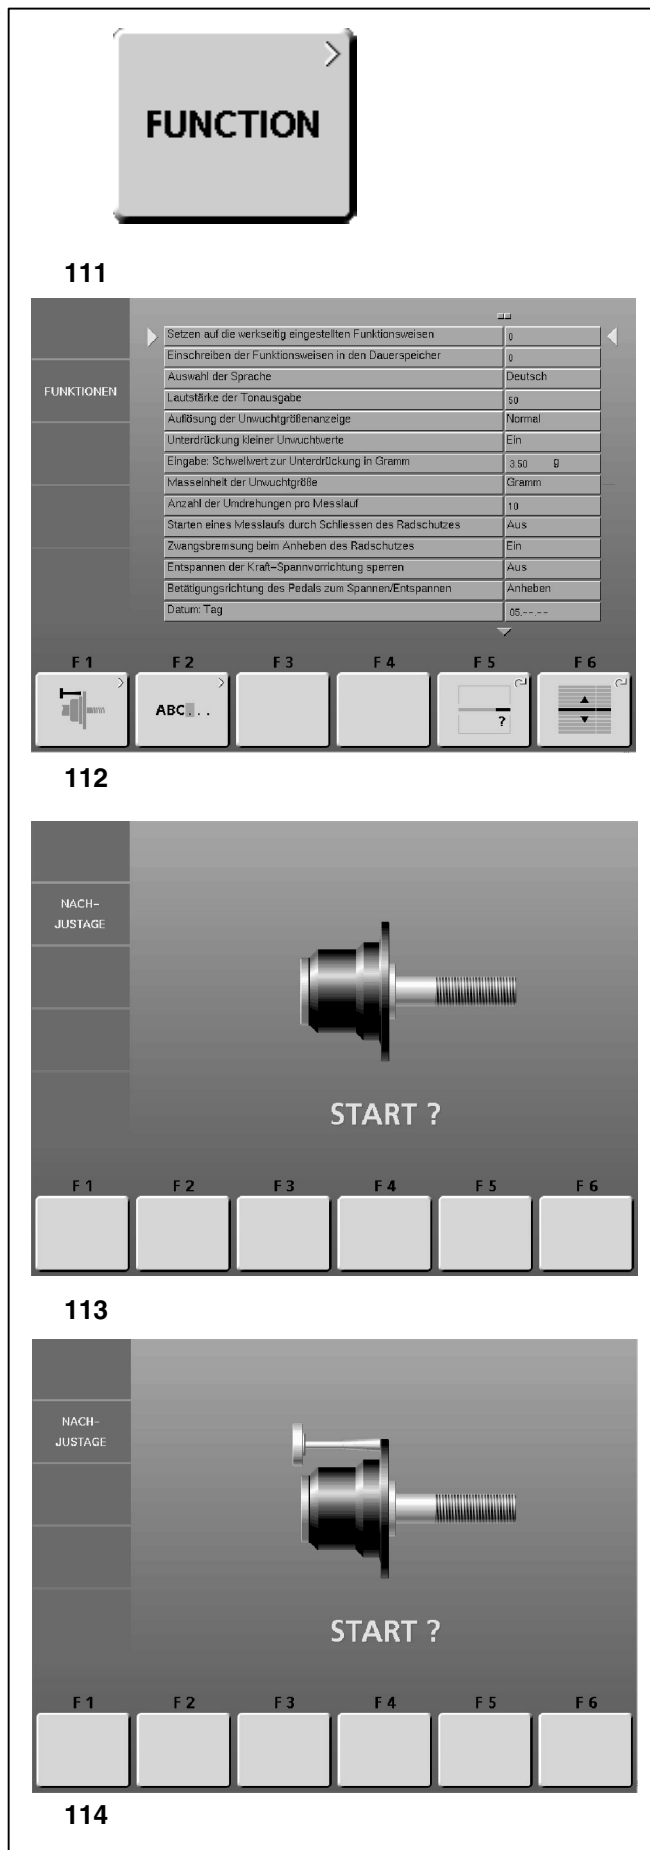 FUNCTION
111
FUNKTIONEN
Setzen auf die werkseitig eingestellten Funktionsweisen 0
Einschreiben der Funktionsweisen in den Dauerspeicher 0
Auswahl der Sprache Deutsch
Lautstärke der Tonausgabe 50
Auflösung der Unwuchtgrößenanzeige Normal
Unterdrückung kleiner Unwuchtwerte Ein
Eingabe: Schwellwert zur Unterdrückung in Gramm 3.50 g
Masseinheit der Unwuchtgröße Gramm
Anzahl der Umdrehungen pro Messlauf 10
Starten eines Messlaufs durch Schliessen des Radschutzes Aus
Zwangsbremsung beim Anheben des Radschutzes Ein
Entspannen der Kraft-Spannvorrichtung sperren Aus
Betätigungsrichtung des Pedals zum Spannen/Entspannen Anheben
Datum: Tag 05.--.--
F 1 F 2 F 3 F 4 F 5 F 6
ABC...
?
112
NACH-
JUSTAGE
START ?
F 1 F 2 F 3 F 4 F 5 F 6
113
NACH-
JUSTAGE
START ?
F 1 F 2 F 3 F 4 F 5 F 6
114